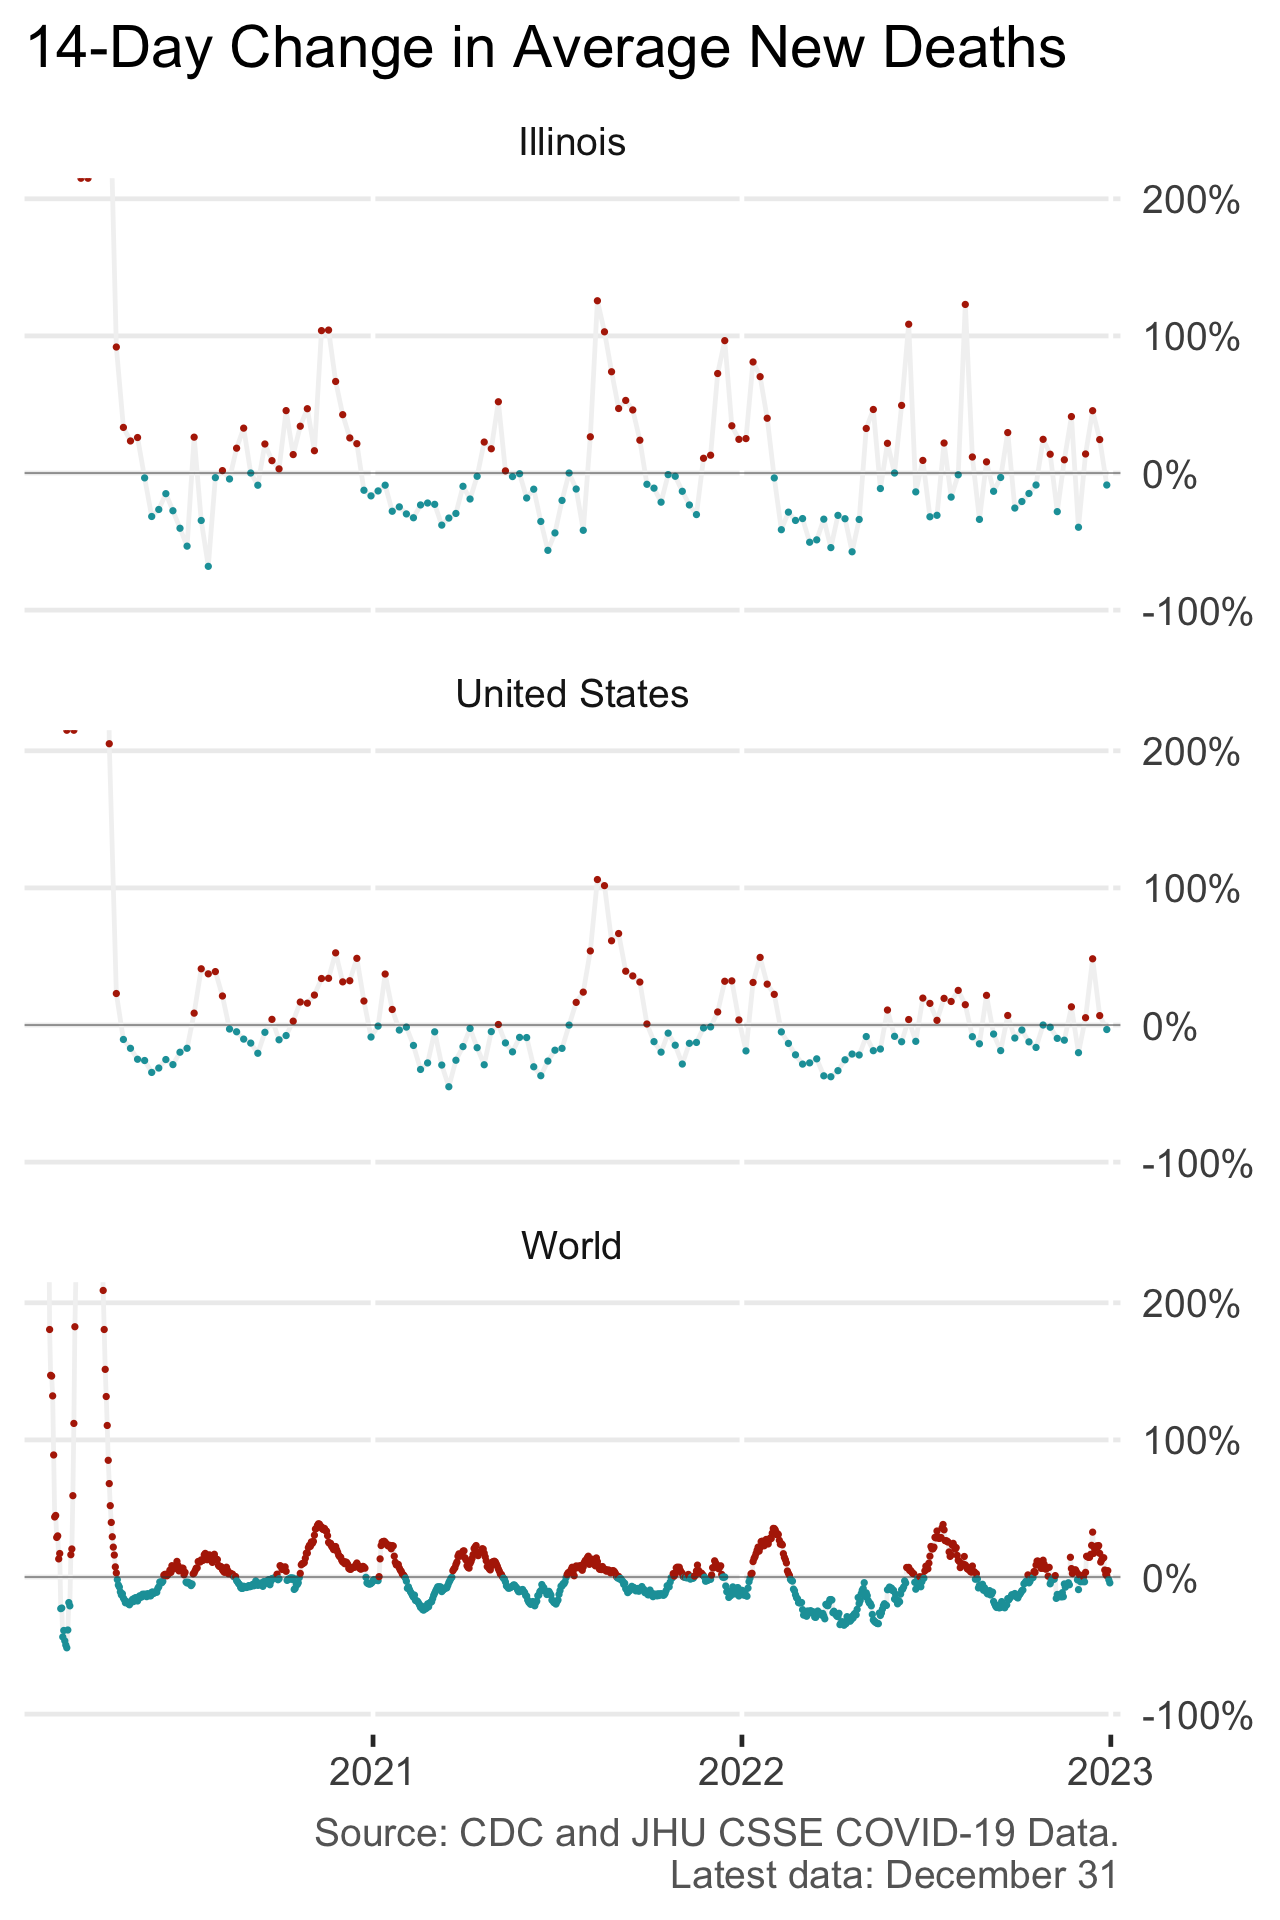 14-Day Change in Average New Deaths
Illinois
200%
100%
0%
-100%
United States
200%
100%
0%
-100%
World
200%
100%
0%
-100%
2021 2022 2023
Source: CDC and JHU CSSE COVID-19 Data.
Latest data: December 31